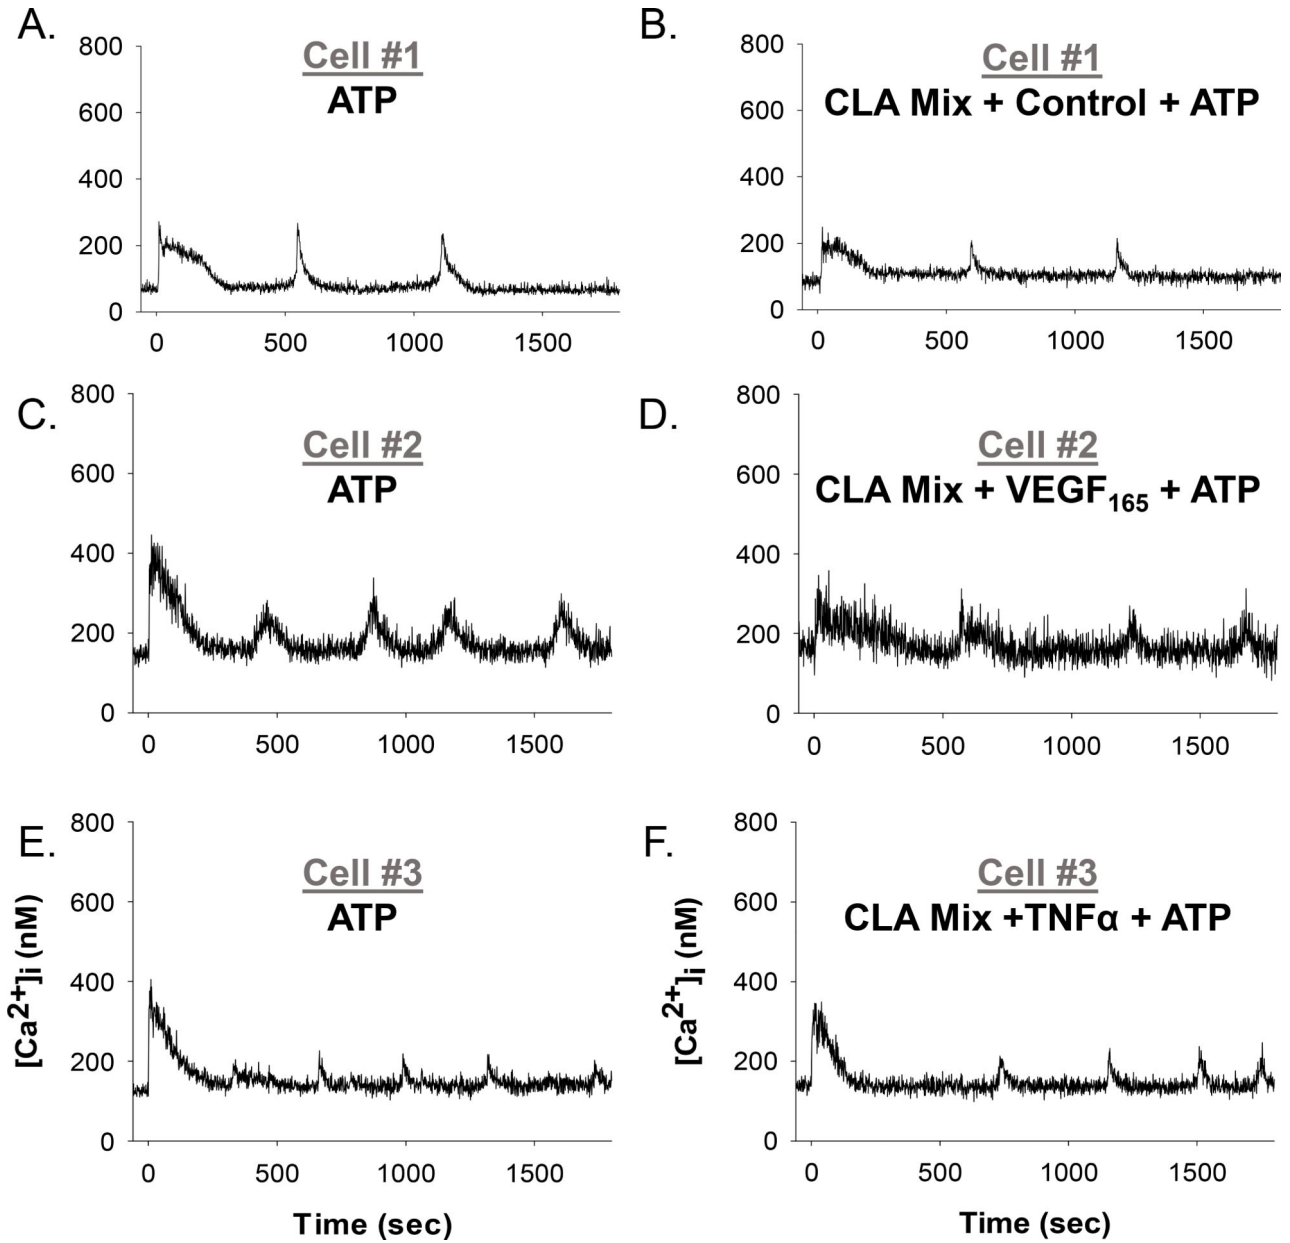 A.
Cell #1
ATP
800
600
400
200
0
0 500 1000 1500
B.
Cell #1
CLA Mix + Control + ATP
800
600
400
200
0
0 500 1000 1500
C.
Cell #2
ATP
800
600
400
200
0
0 500 1000 1500
D.
Cell #2
CLA Mix + VEGF₁₆₅ + ATP
800
600
400
200
0
0 500 1000 1500
E.
Cell #3
ATP
800
600
400
200
0
[Ca²⁺]i (nM)
0 500 1000 1500
Time (sec)
F.
Cell #3
CLA Mix +TNFα + ATP
800
600
400
200
0
[Ca²⁺]i (nM)
0 500 1000 1500
Time (sec)